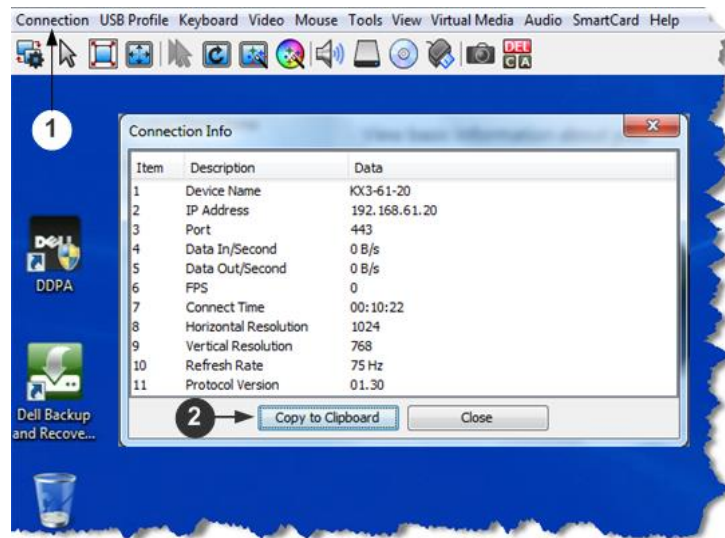 Connection USB Profile Keyboard Video Mouse Tools View Virtual Media Audio SmartCard Help
DEL
C A
1
Connection Info
Item Description Data
1 Device Name KX3-61-20
2 IP Address 192.168.61.20
3 Port 443
4 Data In/Second 0 B/s
5 Data Out/Second 0 B/s
6 FPS 0
7 Connect Time 00:10:22
8 Horizontal Resolution 1024
9 Vertical Resolution 768
10 Refresh Rate 75 Hz
11 Protocol Version 01.30
2 Copy to Clipboard Close
DELL
DDPA
Dell Backup
and Recove...